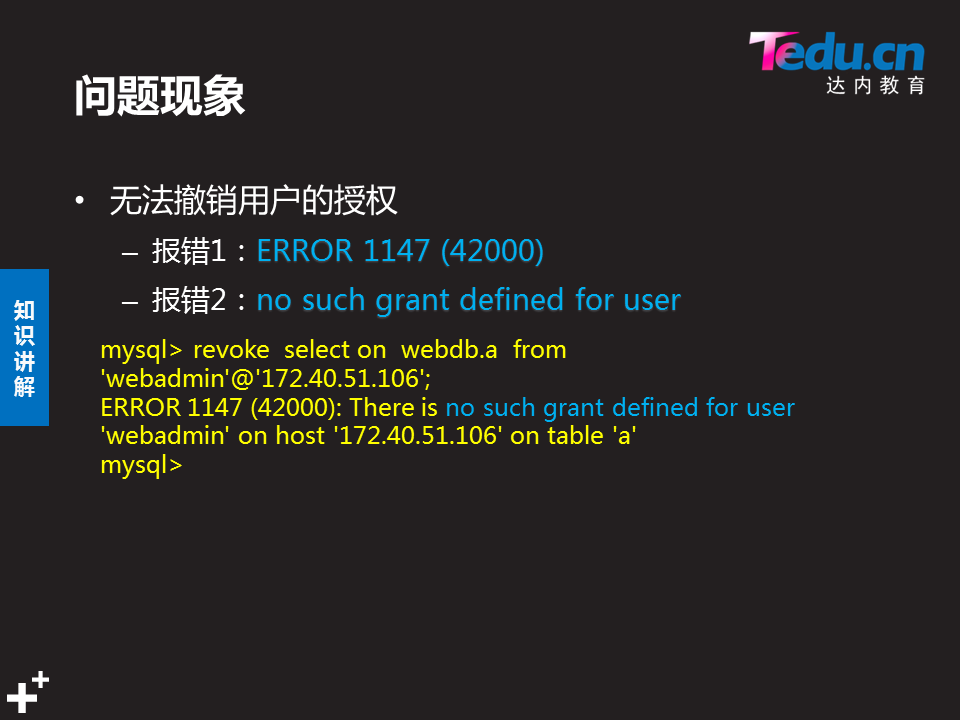 Tedu.cn
达内教育
问题现象
• 无法撤销用户的授权
– 报错1：ERROR 1147 (42000)
– 报错2：no such grant defined for user
知识讲解
mysql> revoke  select on  webdb.a  from
'webadmin'@'172.40.51.106';
ERROR 1147 (42000): There is no such grant defined for user
'webadmin' on host '172.40.51.106' on table 'a'
mysql>